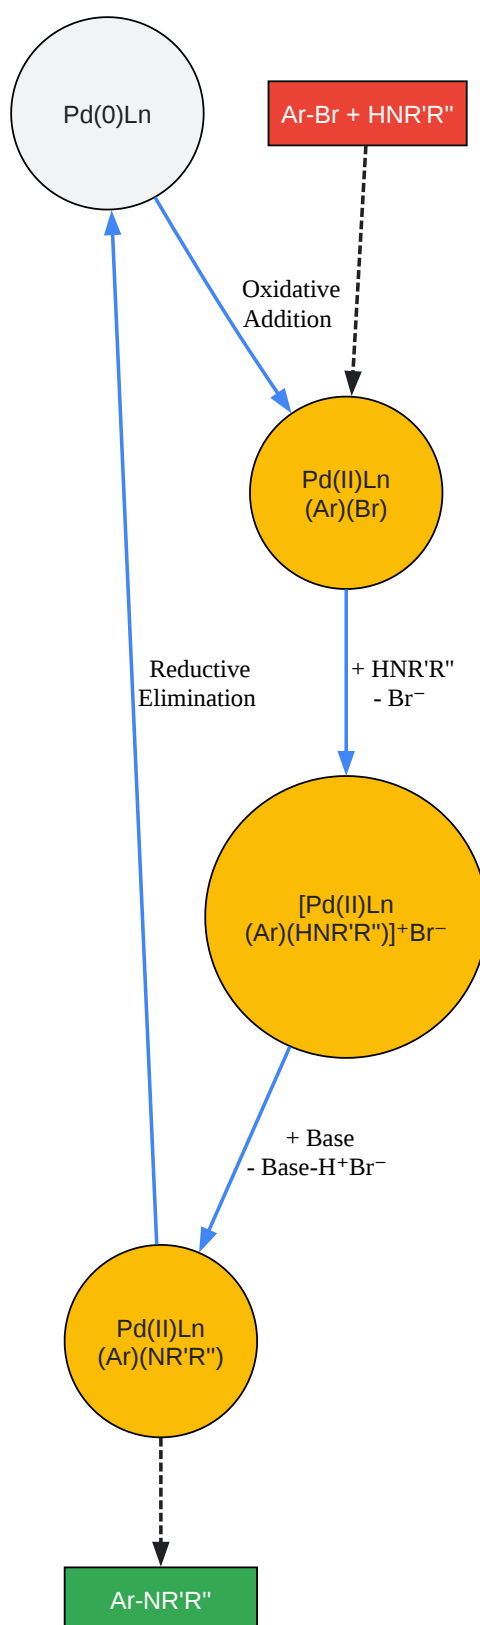 Pd(0)Ln
Ar-Br + HNR'R"
Oxidative
Addition
Pd(II)Ln
(Ar)(Br)
+ HNR'R"
- Br⁻
Reductive
Elimination
[Pd(II)Ln
(Ar)(HNR'R")]⁺Br⁻
+ Base
- Base-H⁺Br⁻
Pd(II)Ln
(Ar)(NR'R")
Ar-NR'R"